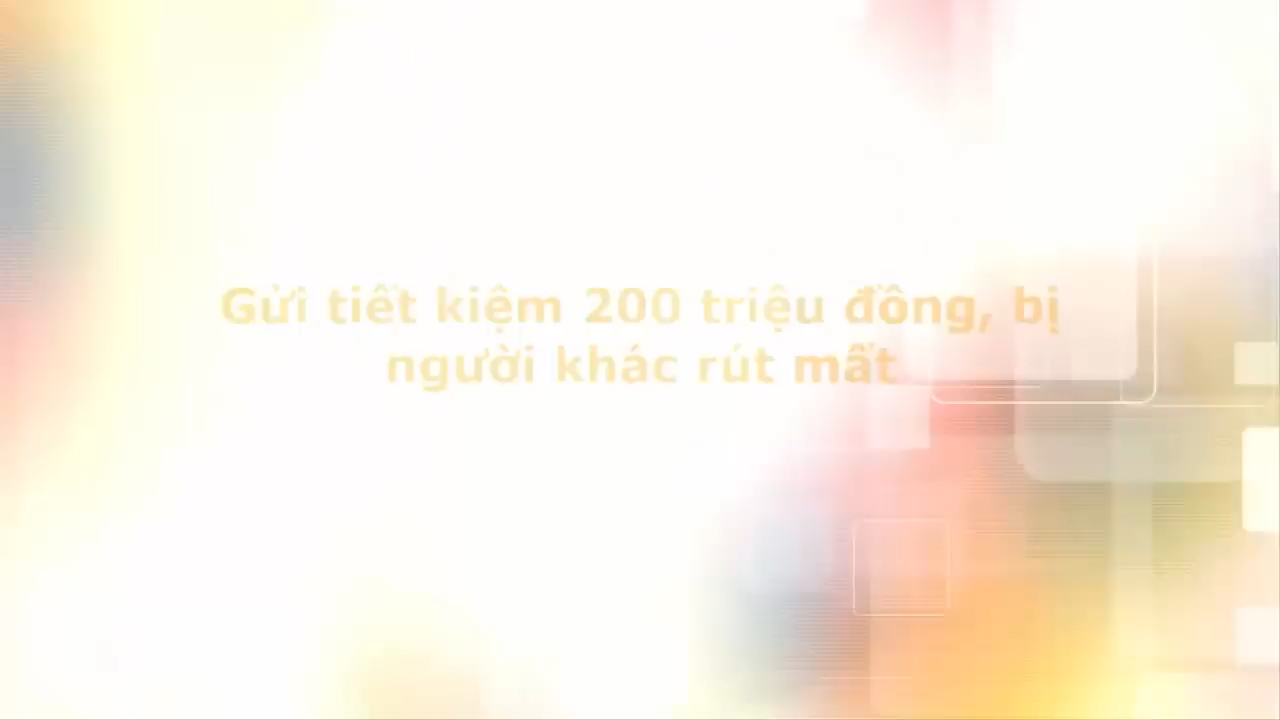 Gửi tiết kiệm 200 triệu đồng, bị
người khác rút mất